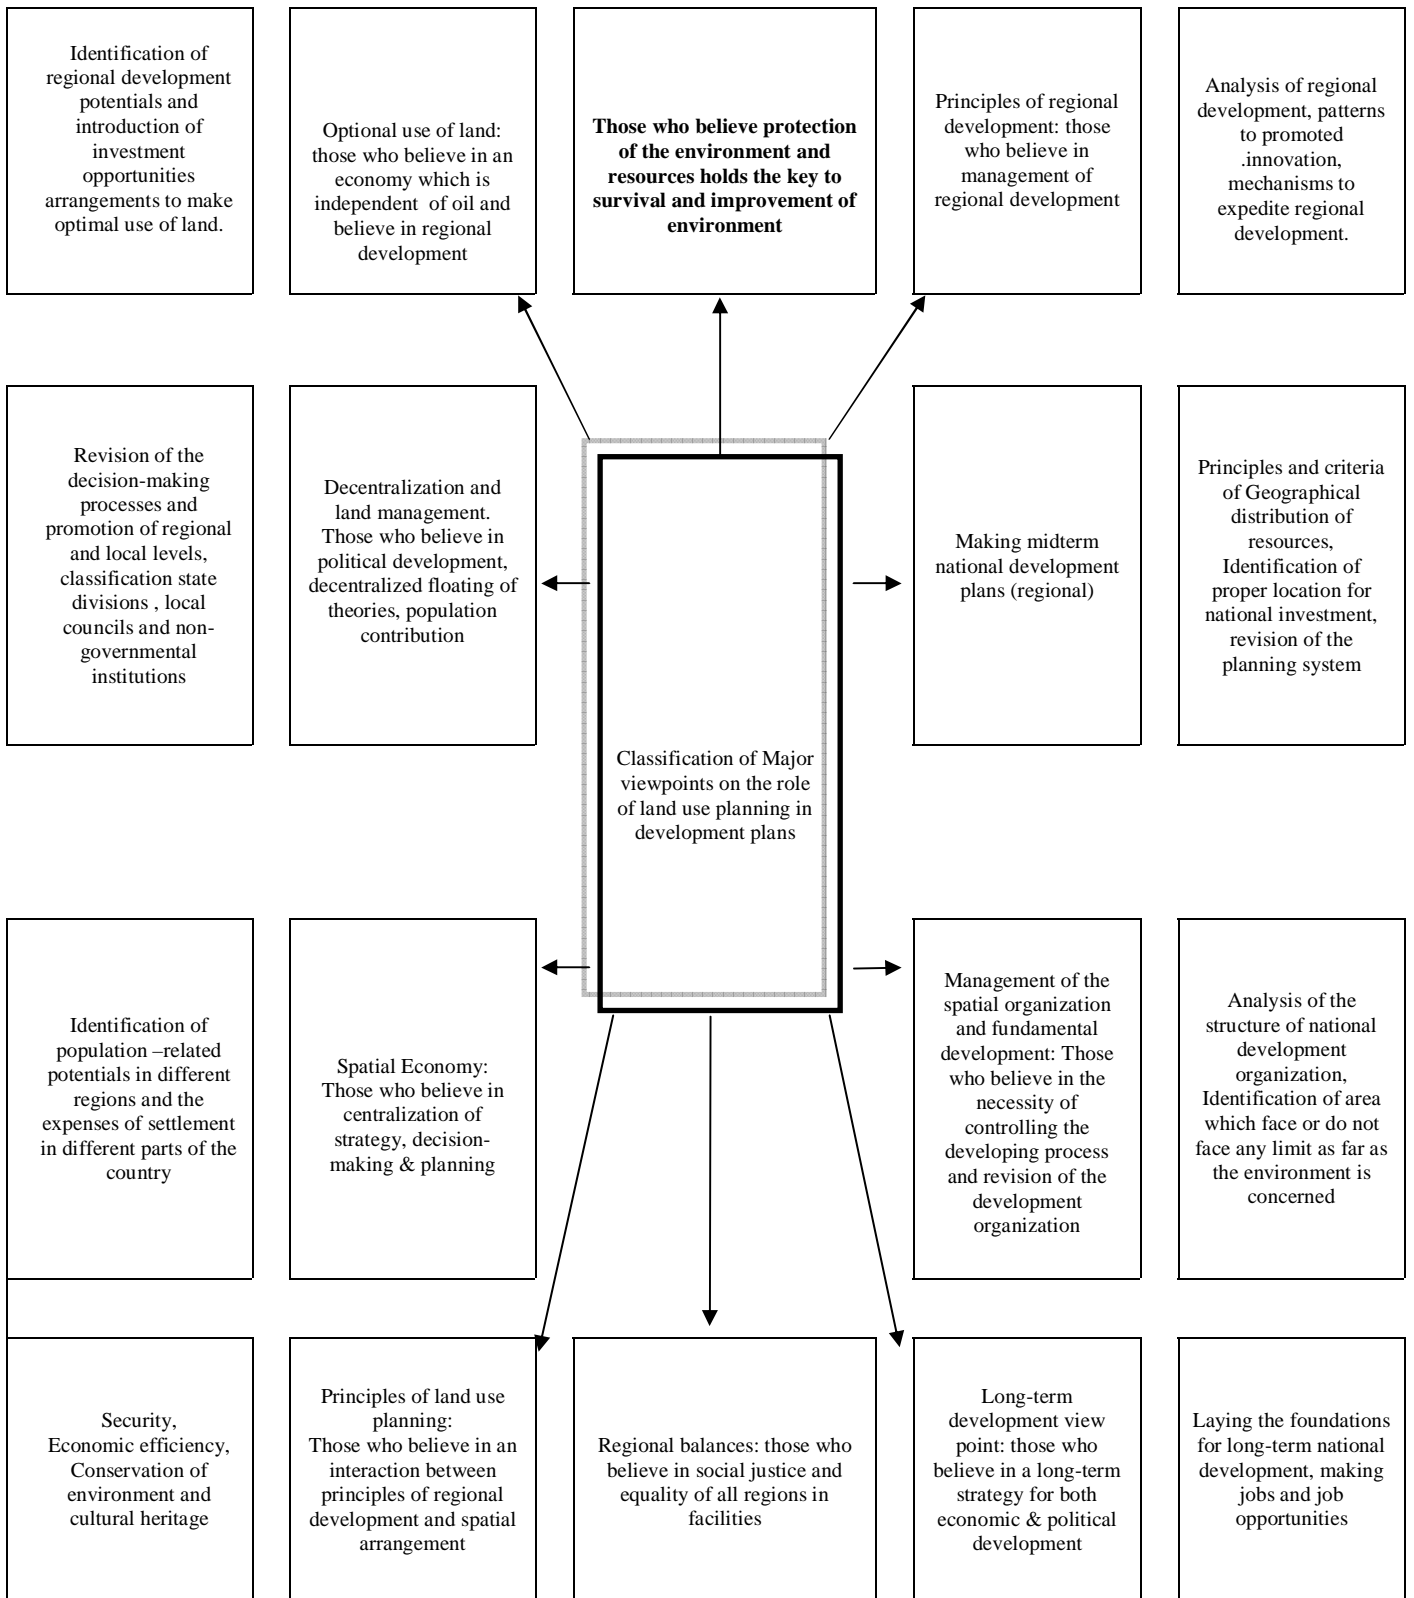 Identification of
regional development
potentials and
introduction of
investment
opportunities
arrangements to make
optimal use of land.
Optional use of land:
those who believe in an
economy which is
independent of oil and
believe in regional
development
Those who believe protection
of the environment and
resources holds the key to
survival and improvement of
environment
Principles of regional
development: those
who believe in
management of
regional development
Analysis of regional
development, patterns
to promoted
.innovation,
mechanisms to
expedite regional
development.
Revision of the
decision-making
processes and
promotion of regional
and local levels,
classification state
divisions , local
councils and non-
governmental
institutions
Decentralization and
land management.
Those who believe in
political development,
decentralized floating of
theories, population
contribution
Making midterm
national development
plans (regional)
Principles and criteria
of Geographical
distribution of
resources,
Identification of
proper location for
national investment,
revision of the
planning system
Classification of Major
viewpoints on the role
of land use planning in
development plans
Identification of
population –related
potentials in different
regions and the
expenses of settlement
in different parts of the
country
Spatial Economy:
Those who believe in
centralization of
strategy, decision-
making & planning
Management of the
spatial organization
and fundamental
development: Those
who believe in the
necessity of
controlling the
developing process
and revision of the
development
organization
Analysis of the
structure of national
development
organization,
Identification of area
which face or do not
face any limit as far as
the environment is
concerned
Security,
Economic efficiency,
Conservation of
environment and
cultural heritage
Principles of land use
planning:
Those who believe in an
interaction between
principles of regional
development and spatial
arrangement
Regional balances: those who
believe in social justice and
equality of all regions in
facilities
Long-term
development view
point: those who
believe in a long-term
strategy for both
economic & political
development
Laying the foundations
for long-term national
development, making
jobs and job
opportunities